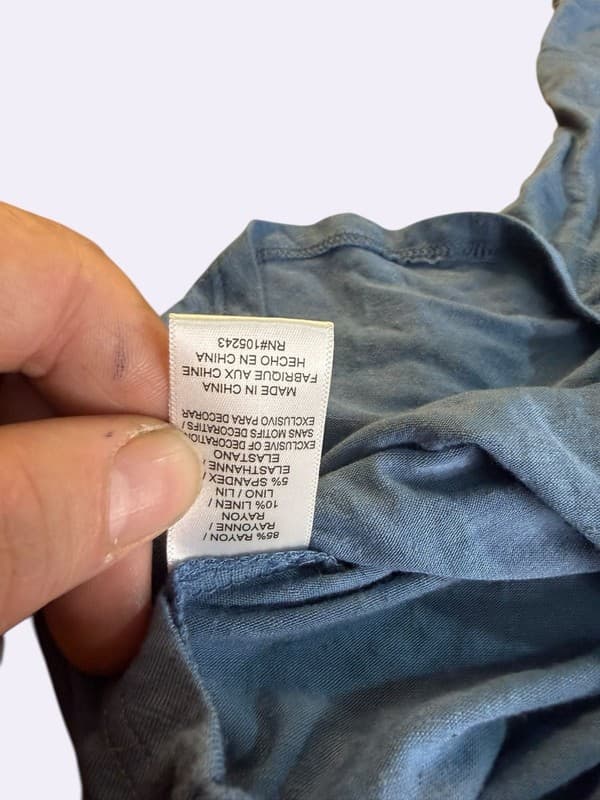 85% RAYON /
RAYONNE /
RAYON
10% LINEN /
LINO / LIN
5% SPANDEX /
ELASTHANNE /
ELASTANO
EXCLUSIVE OF DECORATION /
SANS MOTIFS DECORATIFS /
EXCLUSIVO PARA DECORAR
MADE IN CHINA
FABRIQUE AUX CHINE
HECHO EN CHINA
RN#105243